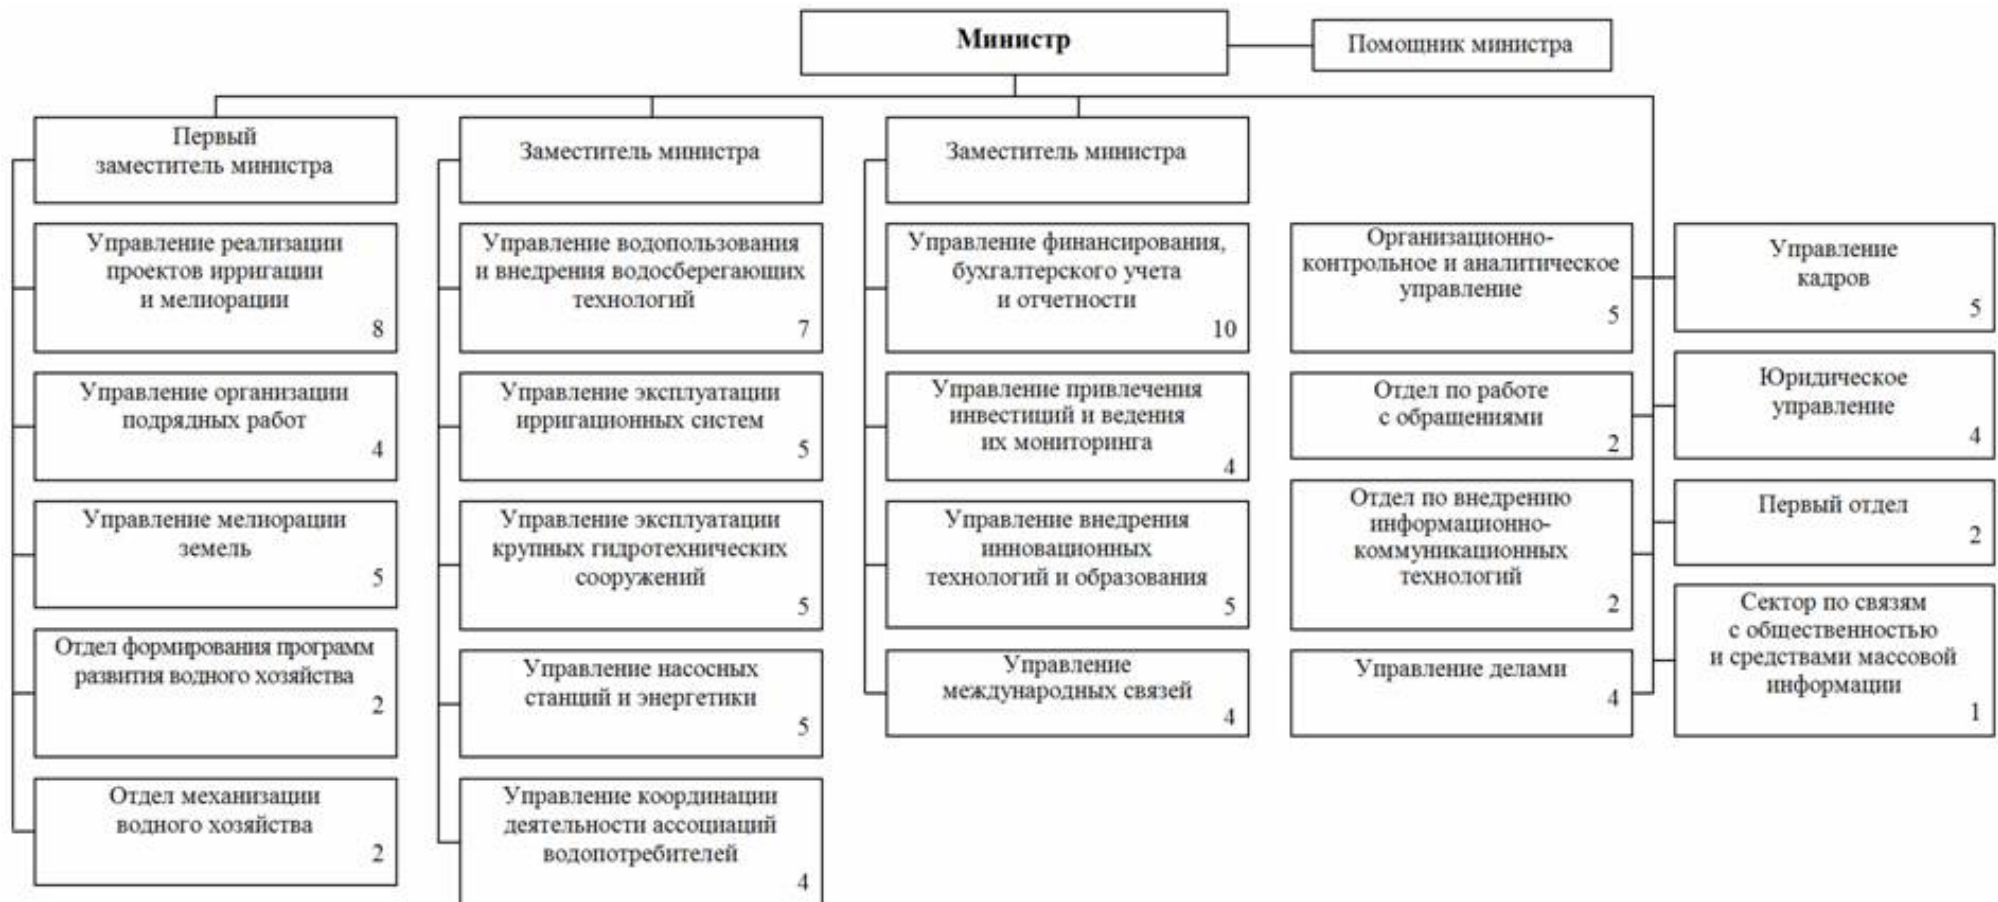 Министр
Помощник министра
Первый
заместитель министра
Управление реализации
проектов ирригации
и мелиорации
8
Управление организации
подрядных работ
4
Управление мелиорации
земель
5
Отдел формирования программ
развития водного хозяйства
2
Отдел механизации
водного хозяйства
2
Заместитель министра
Управление водопользования
и внедрения водосберегающих
технологий
7
Управление эксплуатации
ирригационных систем
5
Управление эксплуатации
крупных гидротехнических
сооружений
5
Управление насосных
станций и энергетики
5
Управление координации
деятельности ассоциаций
водопотребителей
4
Заместитель министра
Управление финансирования,
бухгалтерского учета
и отчетности
10
Управление привлечения
инвестиций и ведения
их мониторинга
4
Управление внедрения
инновационных
технологий и образования
5
Управление
международных связей
4
Организационно-
контрольное и аналитическое
управление
5
Отдел по работе
с обращениями
2
Отдел по внедрению
информационно-
коммуникационных
технологий
2
Управление делами
4
Управление
кадров
5
Юридическое
управление
4
Первый отдел
2
Сектор по связям
с общественностью
и средствами массовой
информации
1